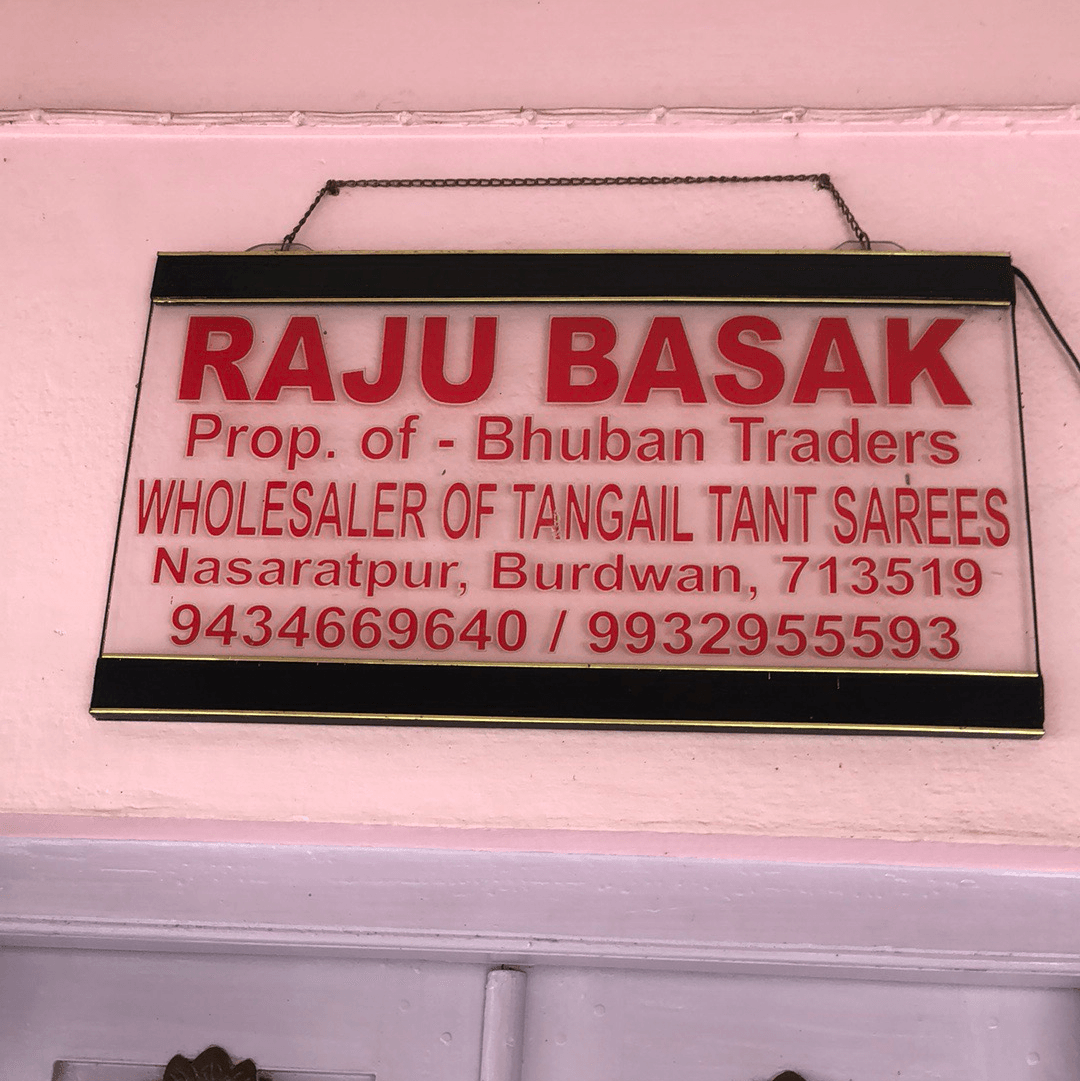 RAJU BASAK
Prop. of - Bhuban Traders
WHOLESALER OF TANGAIL TANT SAREES
Nasaratpur, Burdwan, 713519
9434669640 / 9932955593